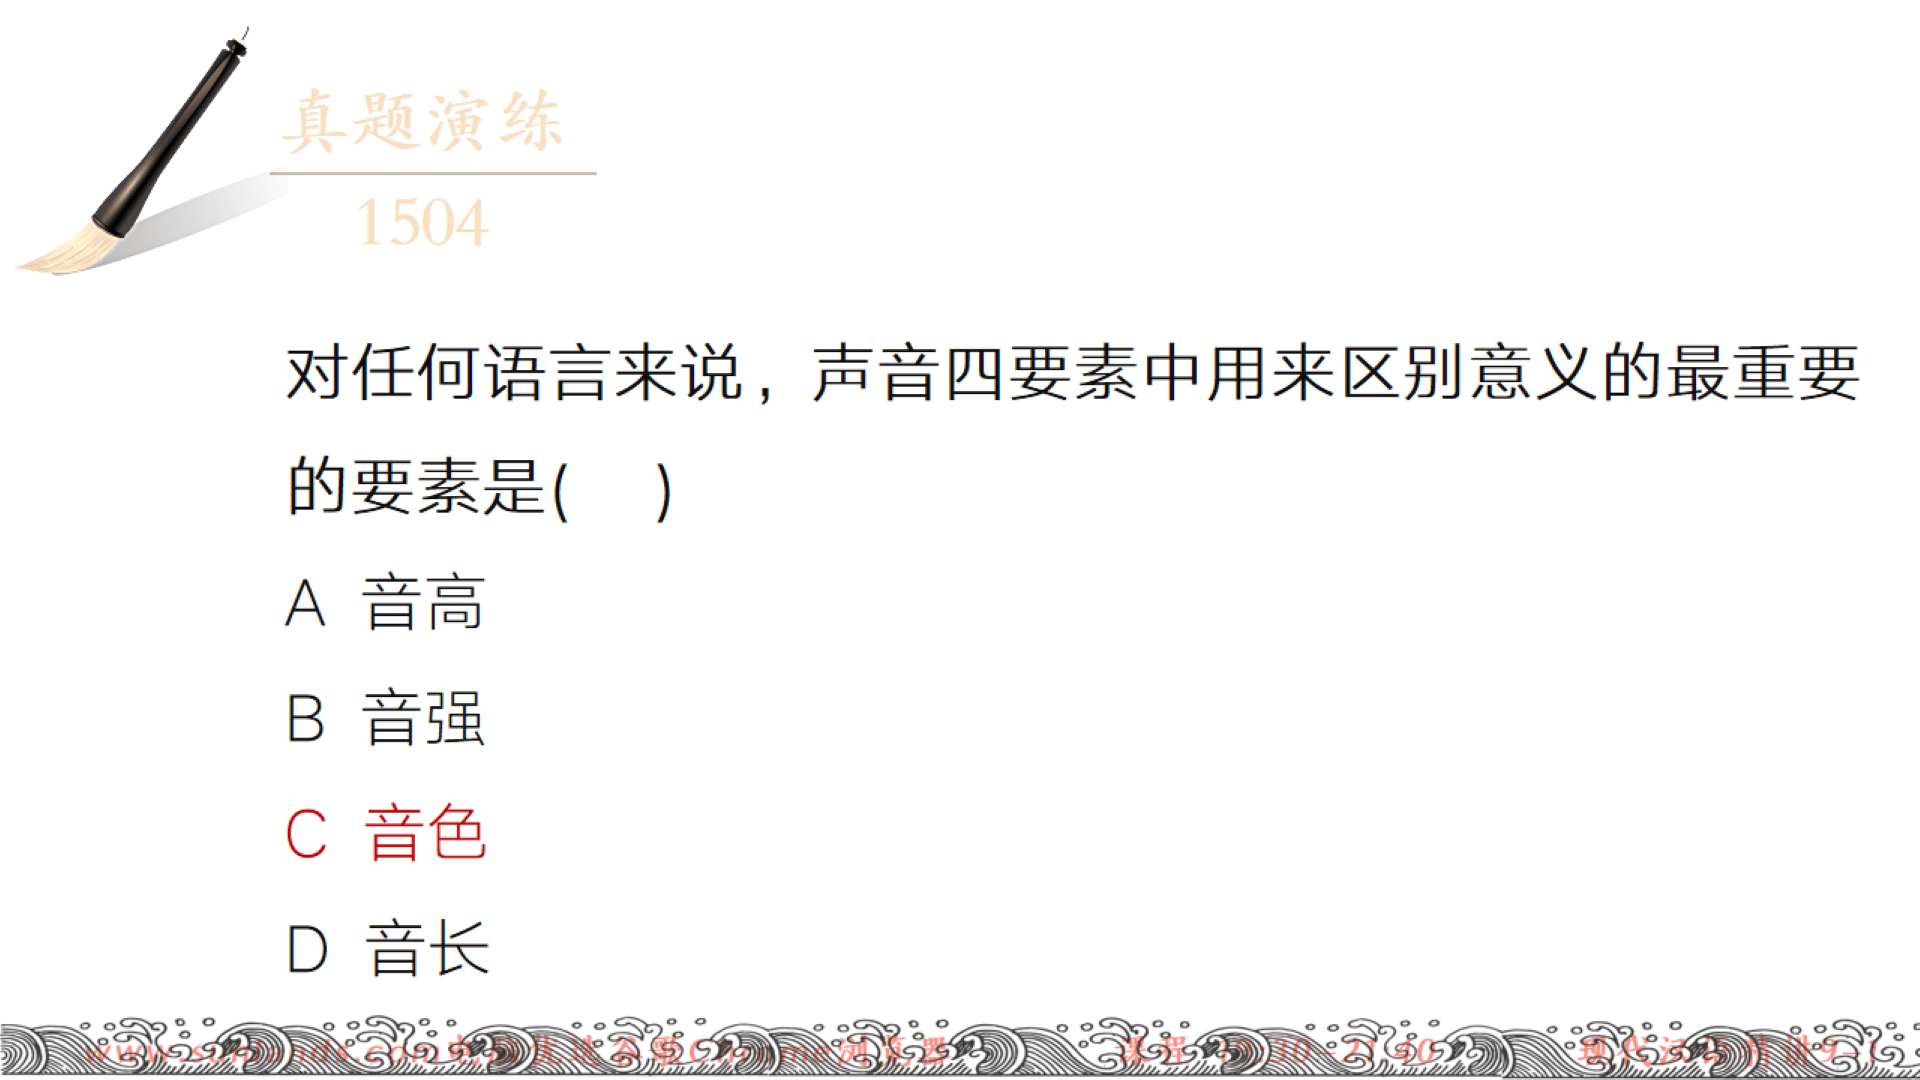 真题演练
1504
对任何语言来说，声音四要素中用来区别意义的最重要
的要素是(    )
A 音高
B 音强
C 音色
D 音长